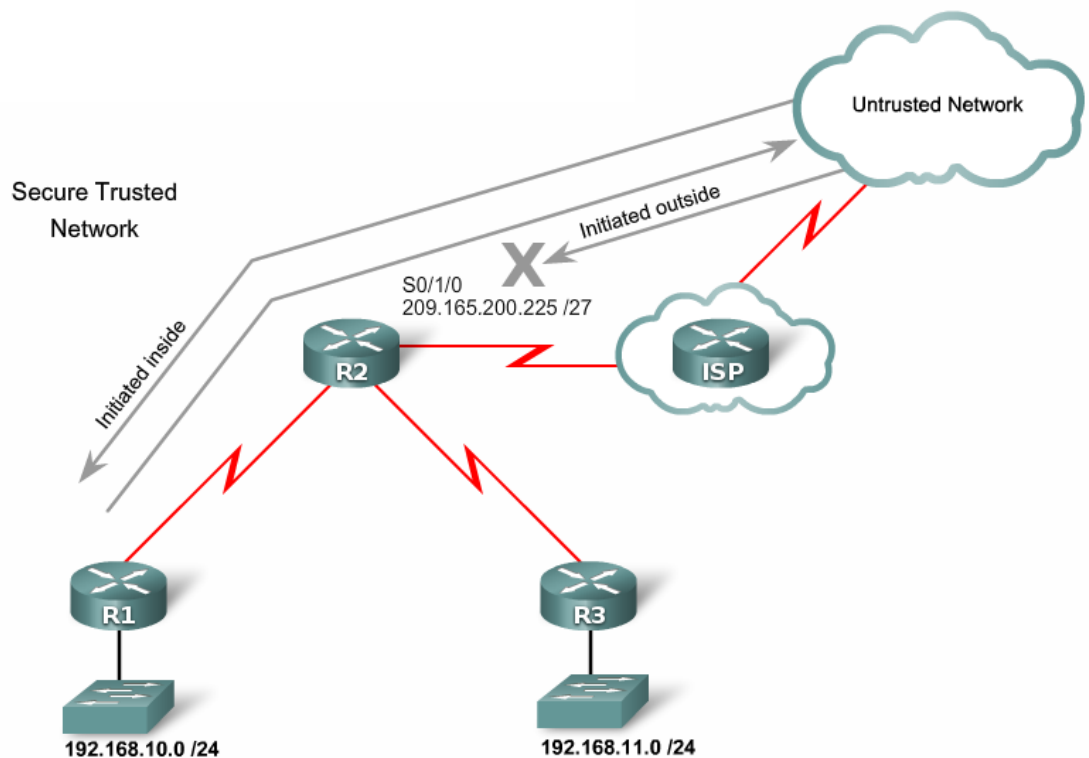 Untrusted Network
Secure Trusted
Network
Initiated outside
S0/1/0
209.165.200.225 /27
Initiated inside
R2
ISP
R1
R3
192.168.10.0 /24
192.168.11.0 /24